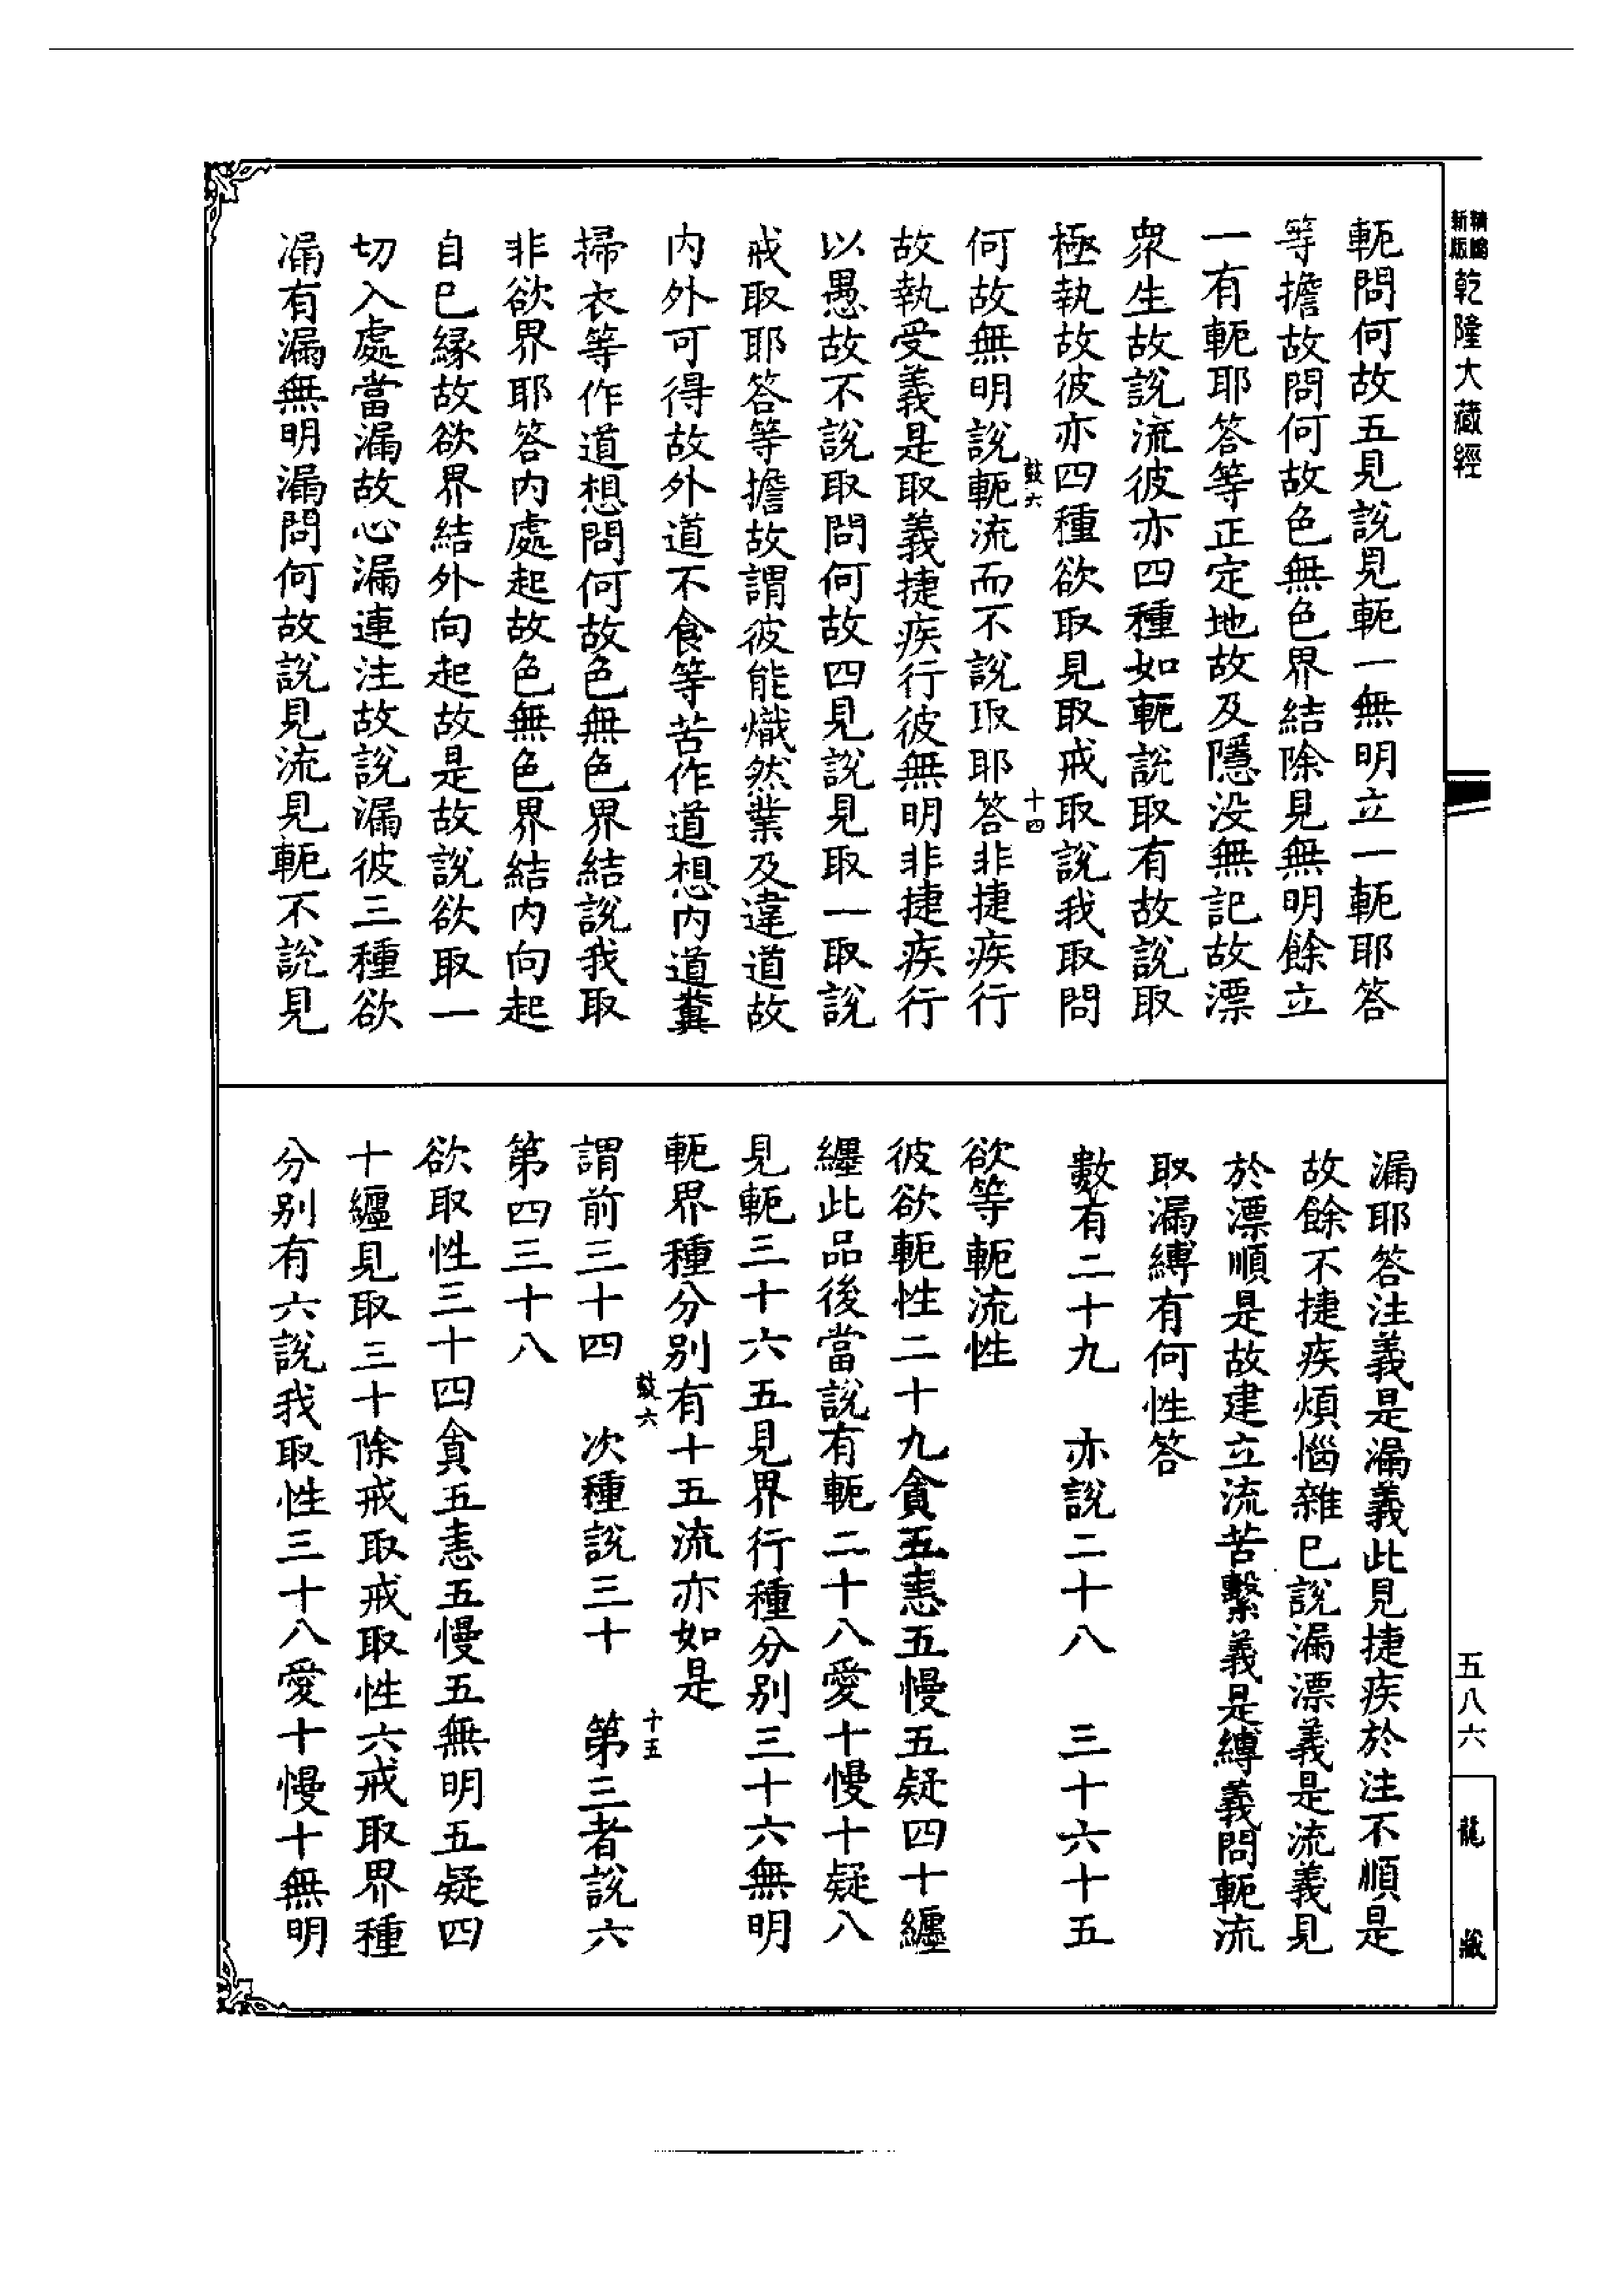 精縮新版 乾隆大藏經
軛問何故五見說見軛一無明立一軛耶答
等擔故問何故色無色界結除見無明餘立
一有軛耶答等正定地故及隱没無記故漂
衆生故說流彼亦四種如軛說取有故說取
極執故彼亦四種欲取見取戒取說我取問
何故無明說軛流而不說取耶答非捷疾行
鼓六
十四
故執受義是取義捷疾行彼無明非捷疾行
以愚故不說取問何故四見說見取一取說
戒取耶答等擔故謂彼能熾然業及違道故
内外可得故外道不食等苦作道想内道糞
掃衣等作道想問何故色無色界結說我取
非欲界耶答内處起故色無色界結内向起
自已緣故欲界結外向起故是故說欲取一
切入處當漏故心漏連注故說漏彼三種欲
漏有漏無明漏問何故說見流見軛不說見
漏耶答注義是漏義此見捷疾於注不順是
故餘不捷疾煩惱雜已說漏漂義是流義見
於漂順是故建立流苦繫義是縛義問軛流
取漏縛有何性答
數有二十九　亦說二十八　三十六十五
欲等軛流性
彼欲軛性二十九貪五恚五慢五疑四十纏
纏此品後當說有軛二十八愛十慢十疑八
見軛三十六五見界行種分别三十六無明
軛界種分别有十五流亦如是
鼓六
十五
謂前三十四　次種說三十　第三者說六
第四三十八
欲取性三十四貪五恚五慢五無明五疑四
十纏見取三十除戒取戒取性六戒取界種
分别有六說我取性三十八愛十慢十無明
五八六
龍藏